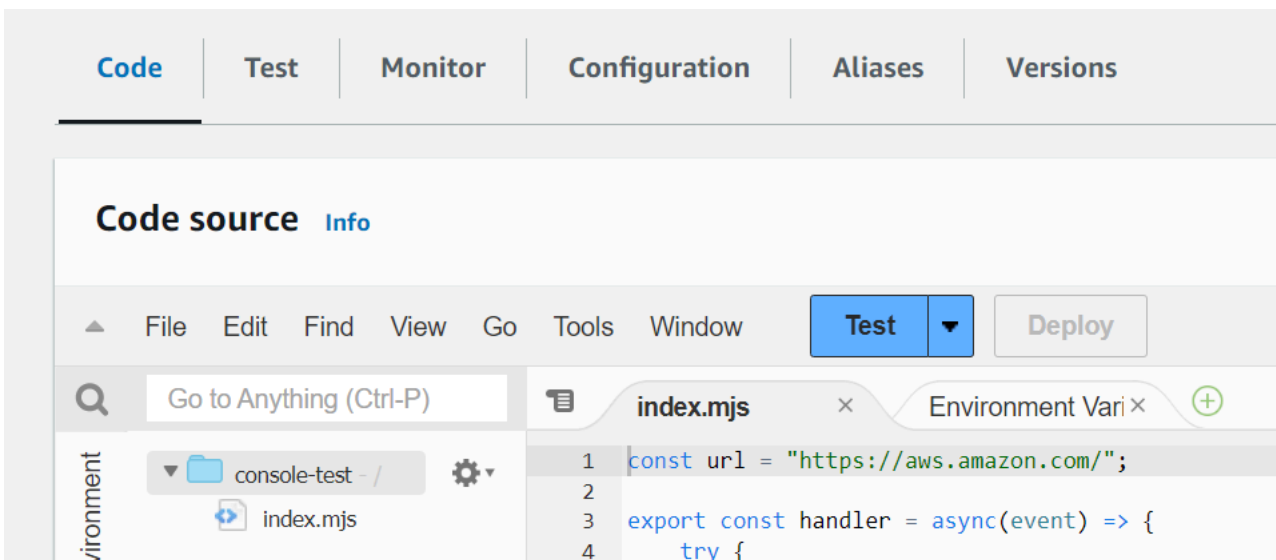 Code Test Monitor Configuration Aliases Versions
Code source Info
File Edit Find View Go Tools Window Test Deploy
Go to Anything (Ctrl-P) index.mjs × Environment Vari ×
console-test - / 1 const url = "https://aws.amazon.com/";
2
index.mjs 3 export const handler = async(event) => {
4 try {